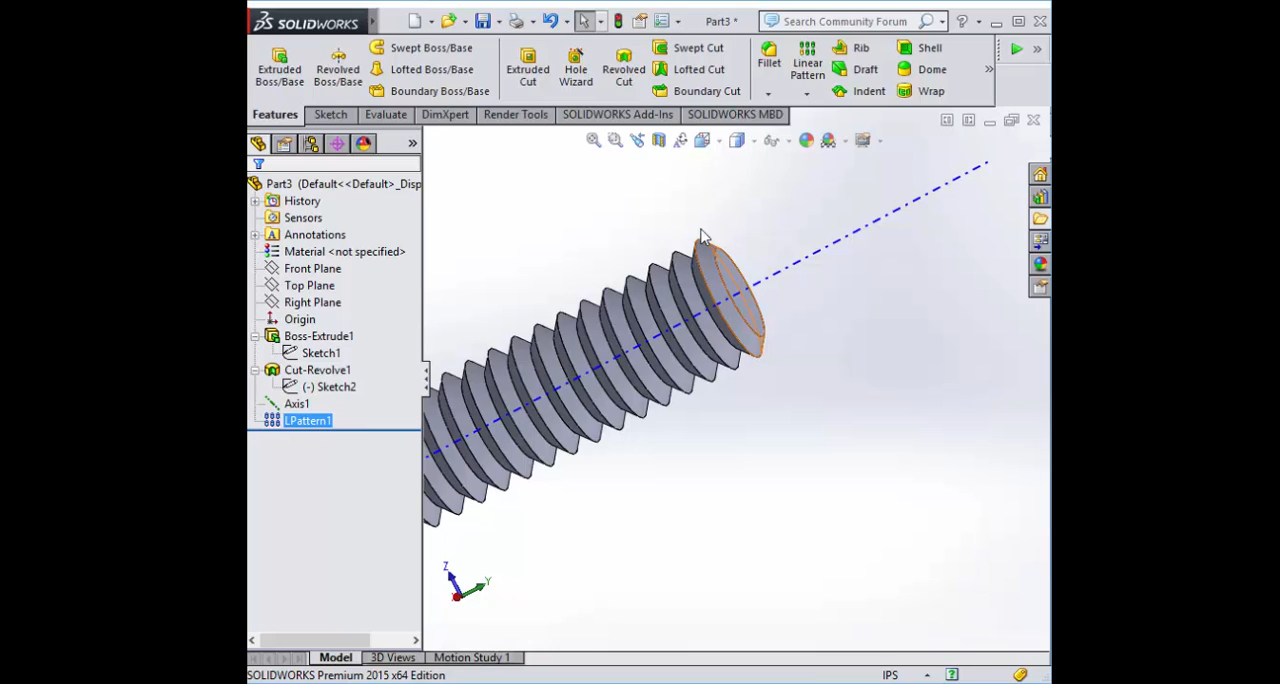 SOLIDWORKS
Part3 *
Search Community Forum
Extruded Boss/Base
Revolved Boss/Base
Swept Boss/Base
Lofted Boss/Base
Boundary Boss/Base
Extruded Cut
Hole Wizard
Revolved Cut
Swept Cut
Lofted Cut
Boundary Cut
Fillet
Linear Pattern
Rib
Draft
Indent
Shell
Dome
Wrap
Features Sketch Evaluate DimXpert Render Tools SOLIDWORKS Add-Ins SOLIDWORKS MBD
Part3 (Default<<Default>_Disp
History
Sensors
Annotations
Material <not specified>
Front Plane
Top Plane
Right Plane
Origin
Boss-Extrude1
Sketch1
Cut-Revolve1
(-) Sketch2
Axis1
LPattern1
Z
Y
Model 3D Views Motion Study 1
SOLIDWORKS Premium 2015 x64 Edition
IPS